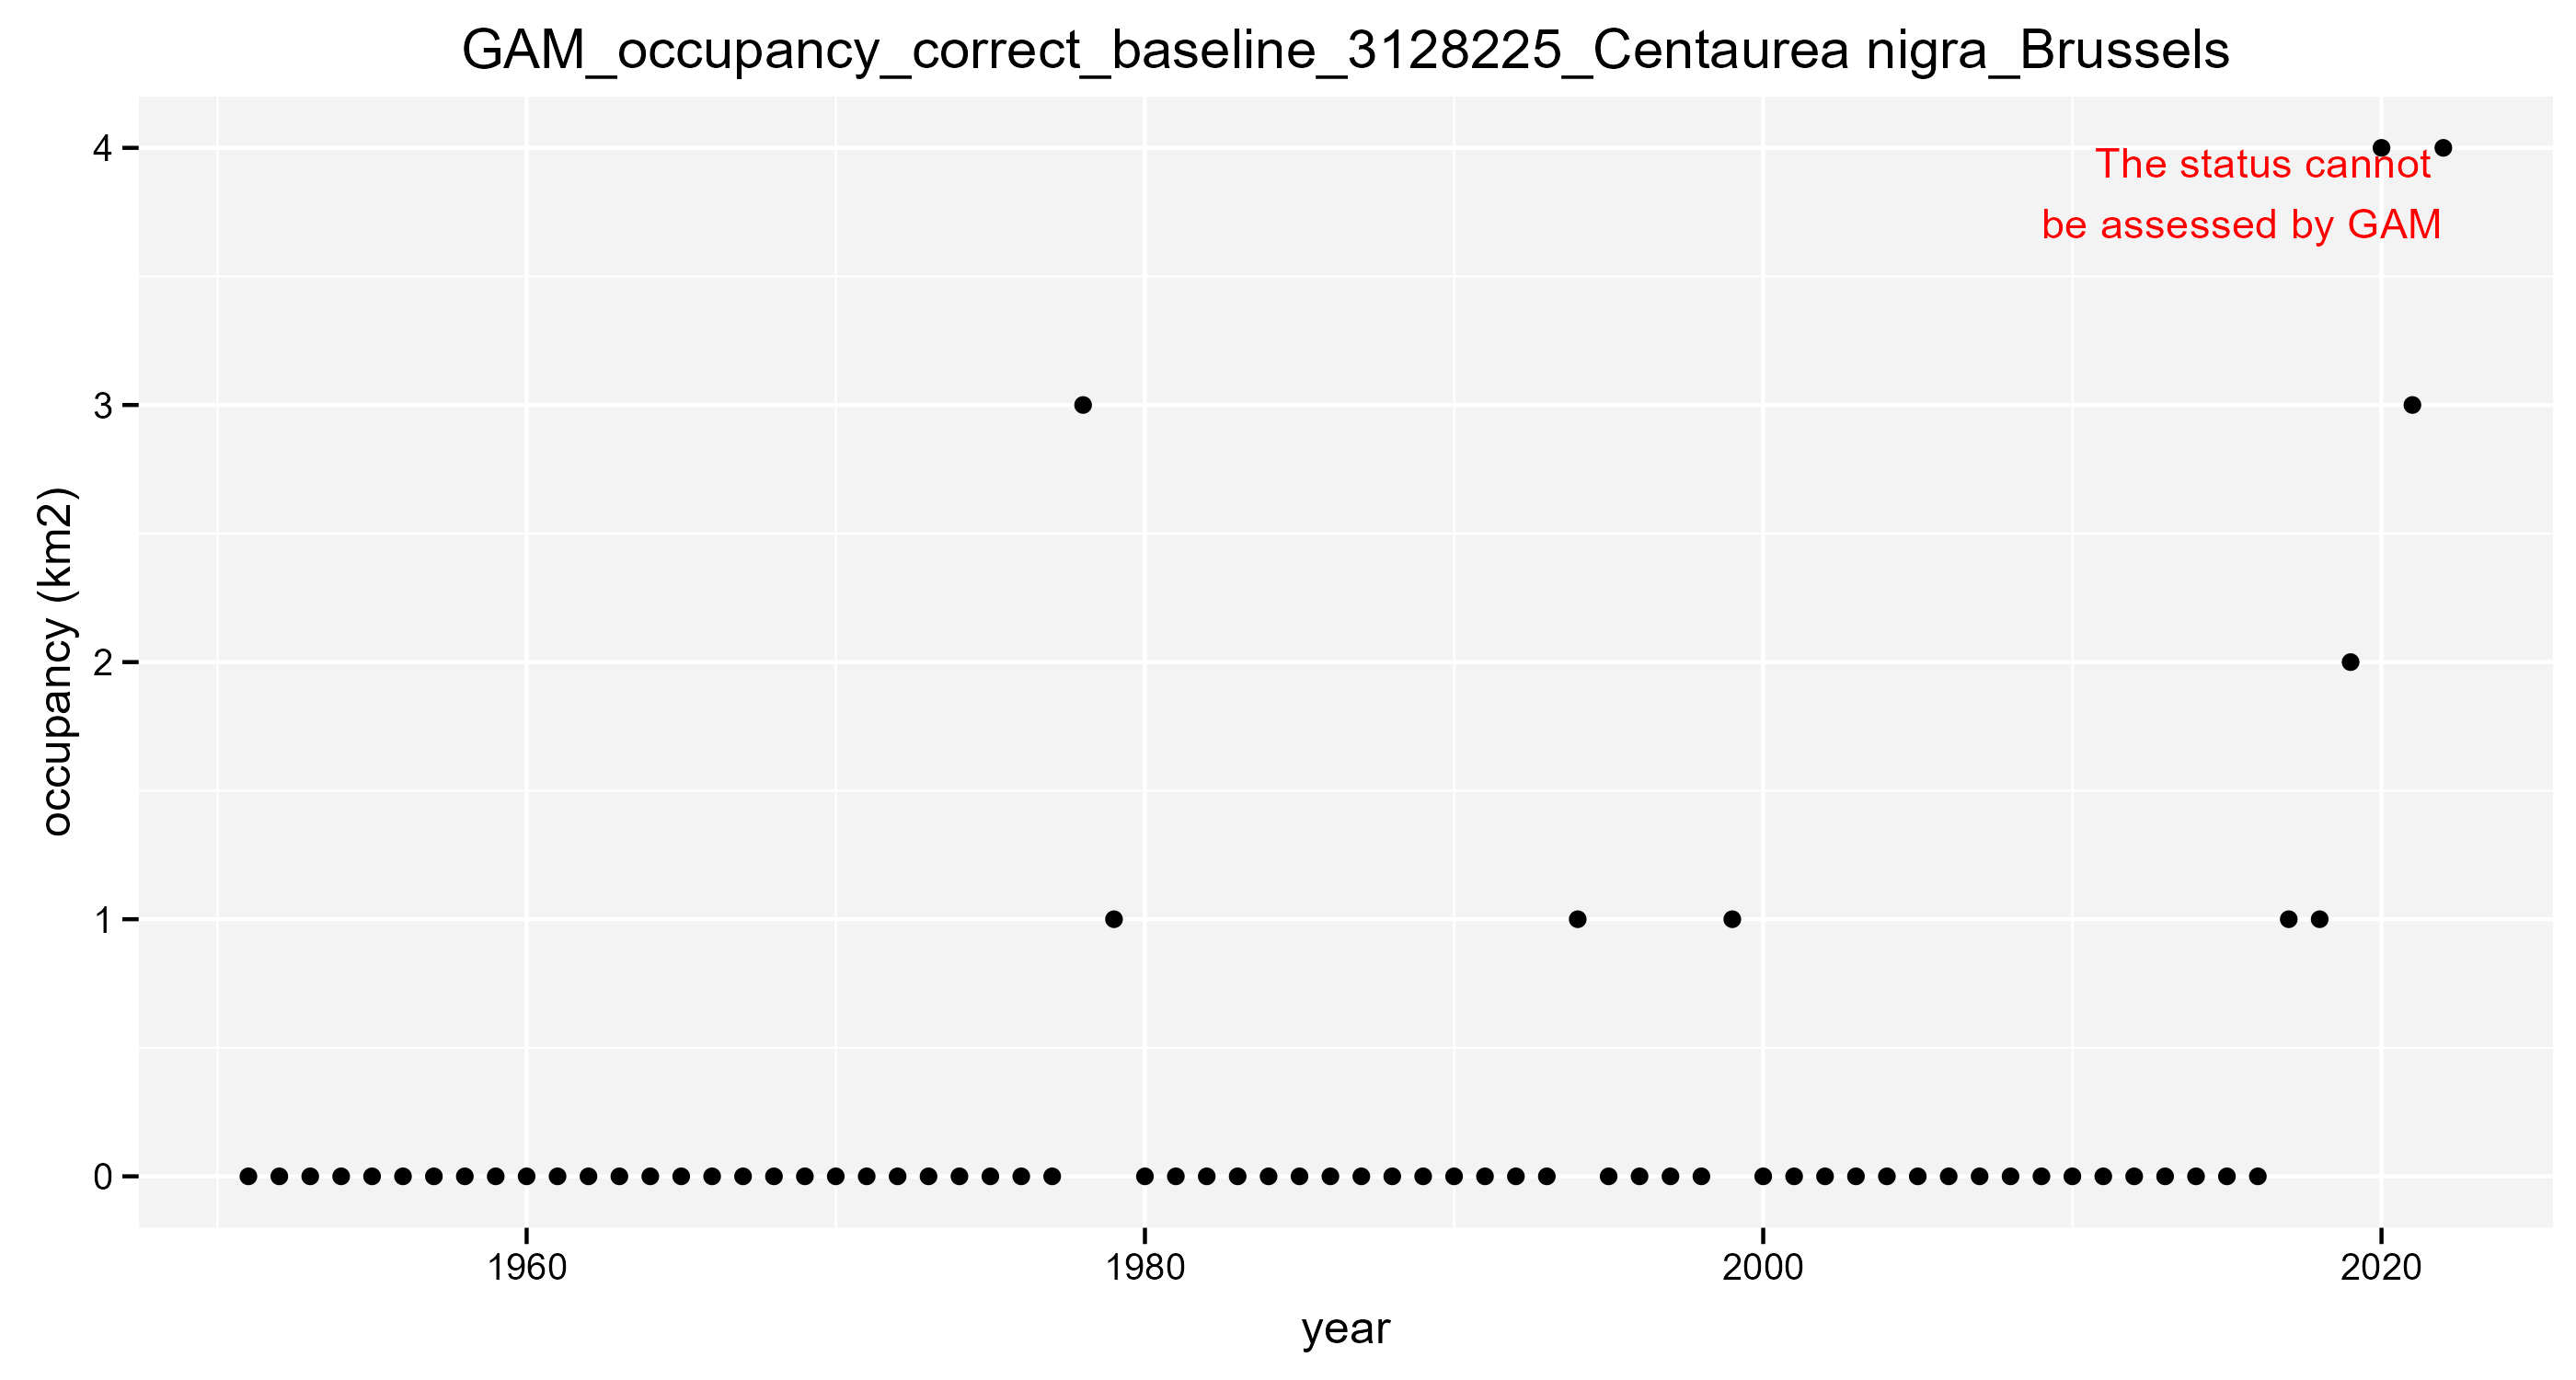 GAM_occupancy_correct_baseline_3128225_Centaurea nigra_Brussels
The status cannot
be assessed by GAM
occupancy (km2)
4
3
2
1
0
1960 1980 2000 2020
year